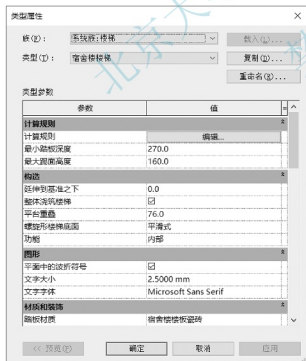 类型属性
族(F): 系统族:楼梯 载入(L)...
类型(T): 宿舍楼楼梯 复制(D)...
重命名(R)...
类型参数
参数 值 =
计算规则
计算规则 编辑...
最小踏板深度 270.0
最大踢面高度 160.0
构造
延伸到基准之下 0.0
整体浇筑楼梯
平台重叠 76.0
螺旋形楼梯底面 平滑式
功能 内部
图形
平面中的波折符号
文字大小 2.5000 mm
文字字体 Microsoft Sans Serif
材质和装饰
踏板材质 宿舍楼楼板瓷砖
<< 预览(P) 确定 取消 应用
北京大